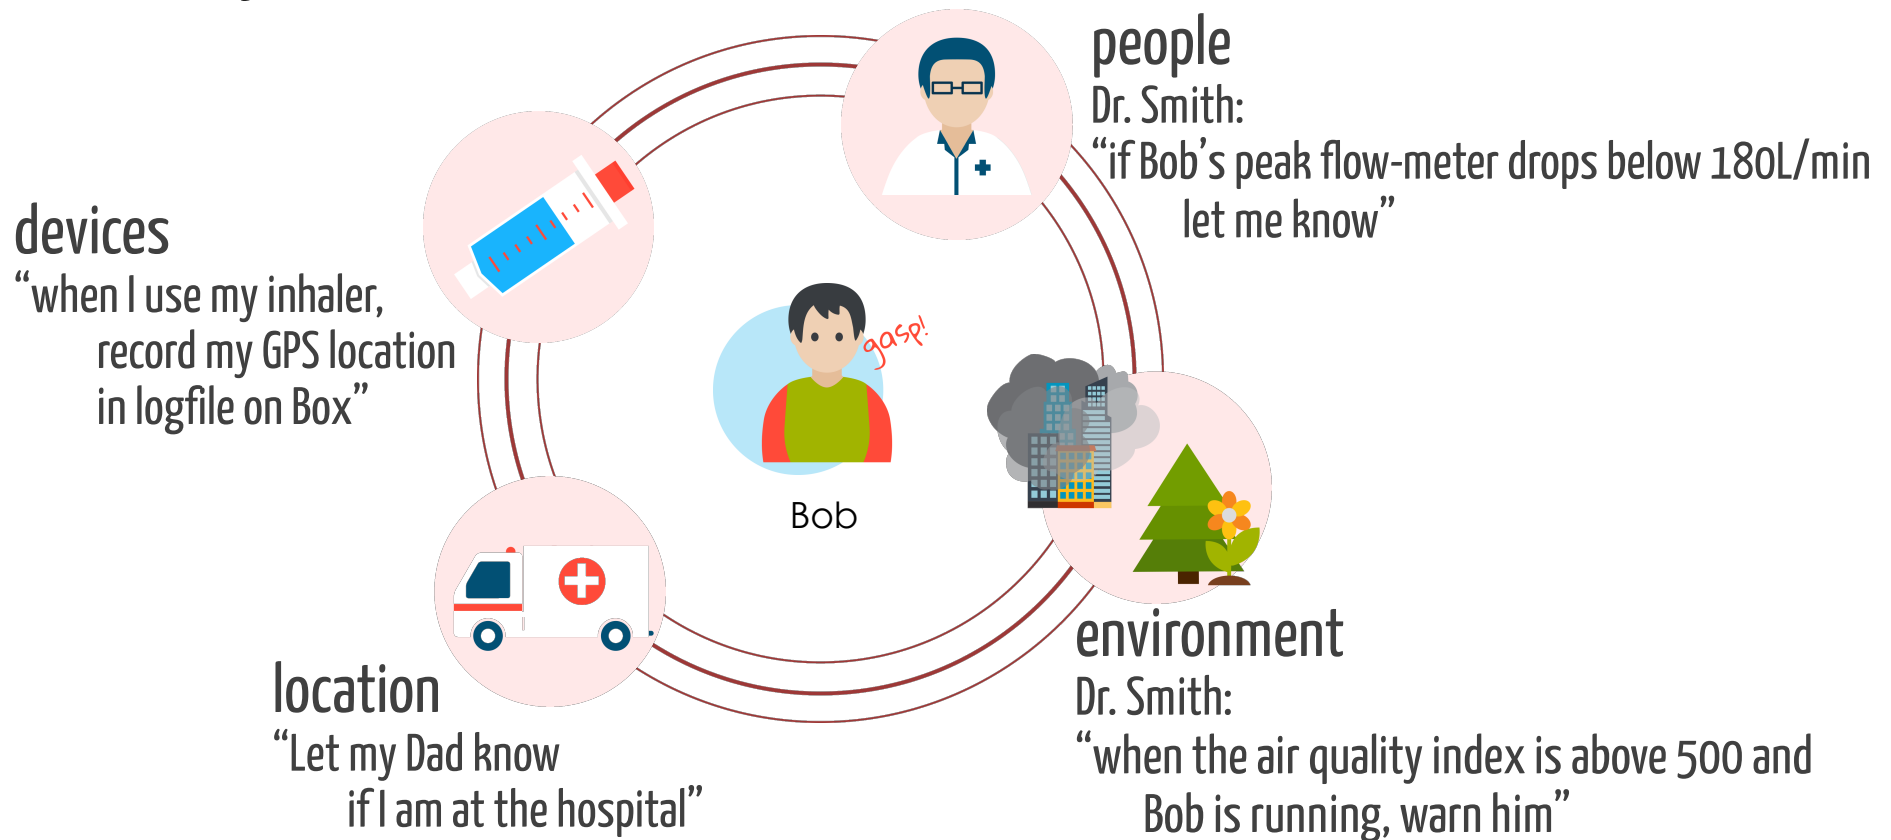 people
Dr. Smith:
“if Bob’s peak flow-meter drops below 180L/min
let me know”
devices
“when I use my inhaler,
record my GPS location
in logfile on Box”
gasp!
Bob
environment
Dr. Smith:
“when the air quality index is above 500 and
Bob is running, warn him”
location
“Let my Dad know
if I am at the hospital”